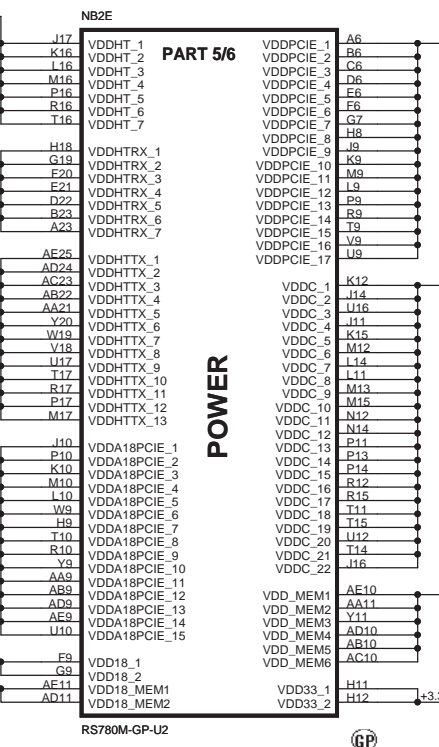 NB2E
PART 5/6
POWER
J17 VDDHT_1
K16 VDDHT_2
L16 VDDHT_3
M16 VDDHT_4
P16 VDDHT_5
R16 VDDHT_6
T16 VDDHT_7
H18 VDDHTRX_1
G19 VDDHTRX_2
F20 VDDHTRX_3
E21 VDDHTRX_4
D22 VDDHTRX_5
B23 VDDHTRX_6
A23 VDDHTRX_7
AE25 VDDHTTX_1
AD24 VDDHTTX_2
AC23 VDDHTTX_3
AB22 VDDHTTX_4
AA21 VDDHTTX_5
Y20 VDDHTTX_6
W19 VDDHTTX_7
V18 VDDHTTX_8
U17 VDDHTTX_9
T17 VDDHTTX_10
R17 VDDHTTX_11
P17 VDDHTTX_12
M17 VDDHTTX_13
J10 VDDA18PCIE_1
P10 VDDA18PCIE_2
K10 VDDA18PCIE_3
M10 VDDA18PCIE_4
L10 VDDA18PCIE_5
W9 VDDA18PCIE_6
H9 VDDA18PCIE_7
T10 VDDA18PCIE_8
R10 VDDA18PCIE_9
Y9 VDDA18PCIE_10
AA9 VDDA18PCIE_11
AB9 VDDA18PCIE_12
AD9 VDDA18PCIE_13
AE9 VDDA18PCIE_14
U10 VDDA18PCIE_15
F9 VDD18_1
G9 VDD18_2
AE11 VDD18_MEM1
AD11 VDD18_MEM2
VDDPCIE_1 A6
VDDPCIE_2 B6
VDDPCIE_3 C6
VDDPCIE_4 D6
VDDPCIE_5 E6
VDDPCIE_6 F6
VDDPCIE_7 G7
VDDPCIE_8 H8
VDDPCIE_9 J9
VDDPCIE_10 K9
VDDPCIE_11 M9
VDDPCIE_12 L9
VDDPCIE_13 P9
VDDPCIE_14 R9
VDDPCIE_15 T9
VDDPCIE_16 V9
VDDPCIE_17 U9
VDDC_1 K12
VDDC_2 J14
VDDC_3 U16
VDDC_4 J11
VDDC_5 K15
VDDC_6 M12
VDDC_7 L14
VDDC_8 L11
VDDC_9 M13
VDDC_10 M15
VDDC_11 N12
VDDC_12 N14
VDDC_13 P11
VDDC_14 P13
VDDC_15 P14
VDDC_16 R12
VDDC_17 R15
VDDC_18 T11
VDDC_19 T15
VDDC_20 U12
VDDC_21 T14
VDDC_22 J16
VDD_MEM1 AE10
VDD_MEM2 AA11
VDD_MEM3 Y11
VDD_MEM4 AD10
VDD_MEM5 AB10
VDD_MEM6 AC10
VDD33_1 H11
VDD33_2 H12
RS780M-GP-U2
GP